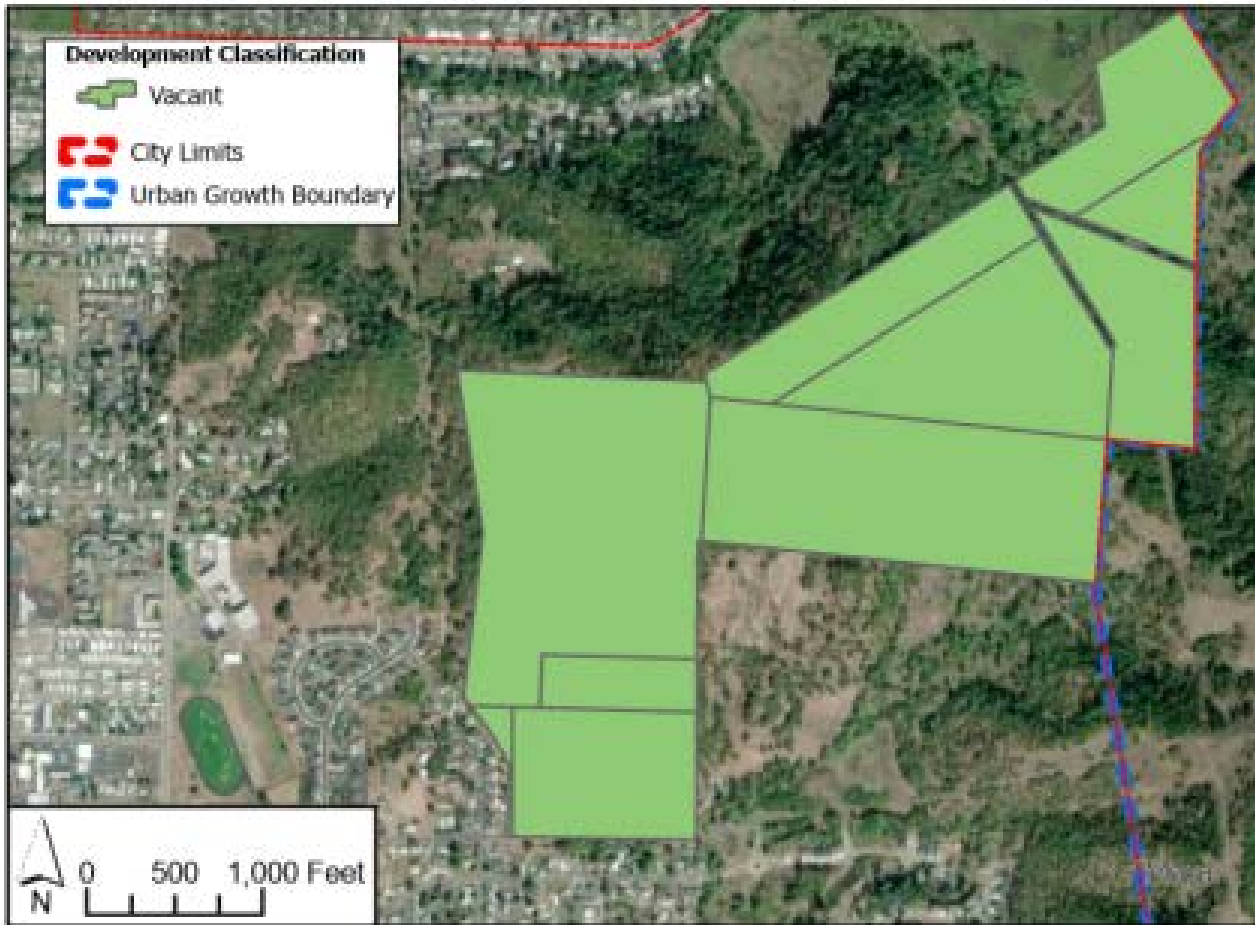 Development Classification
Vacant
City Limits
Urban Growth Boundary
0 500 1,000 Feet
N